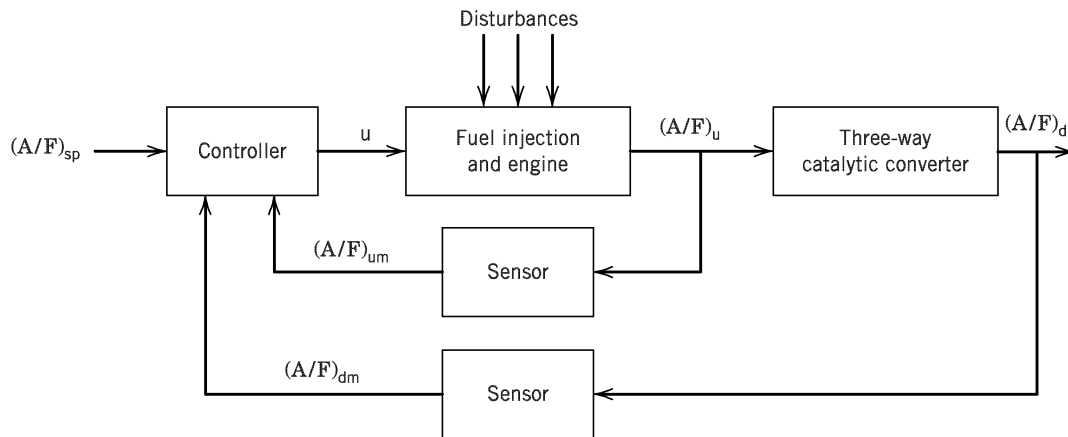 Disturbances
(A/F)sp
Controller
u
Fuel injection
and engine
(A/F)u
Three-way
catalytic converter
(A/F)d
(A/F)um
Sensor
(A/F)dm
Sensor